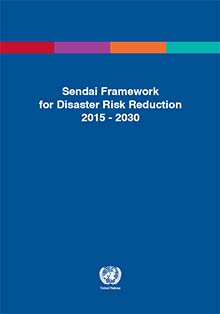 Sendai Framework
for Disaster Risk Reduction
2015 - 2030
United Nations